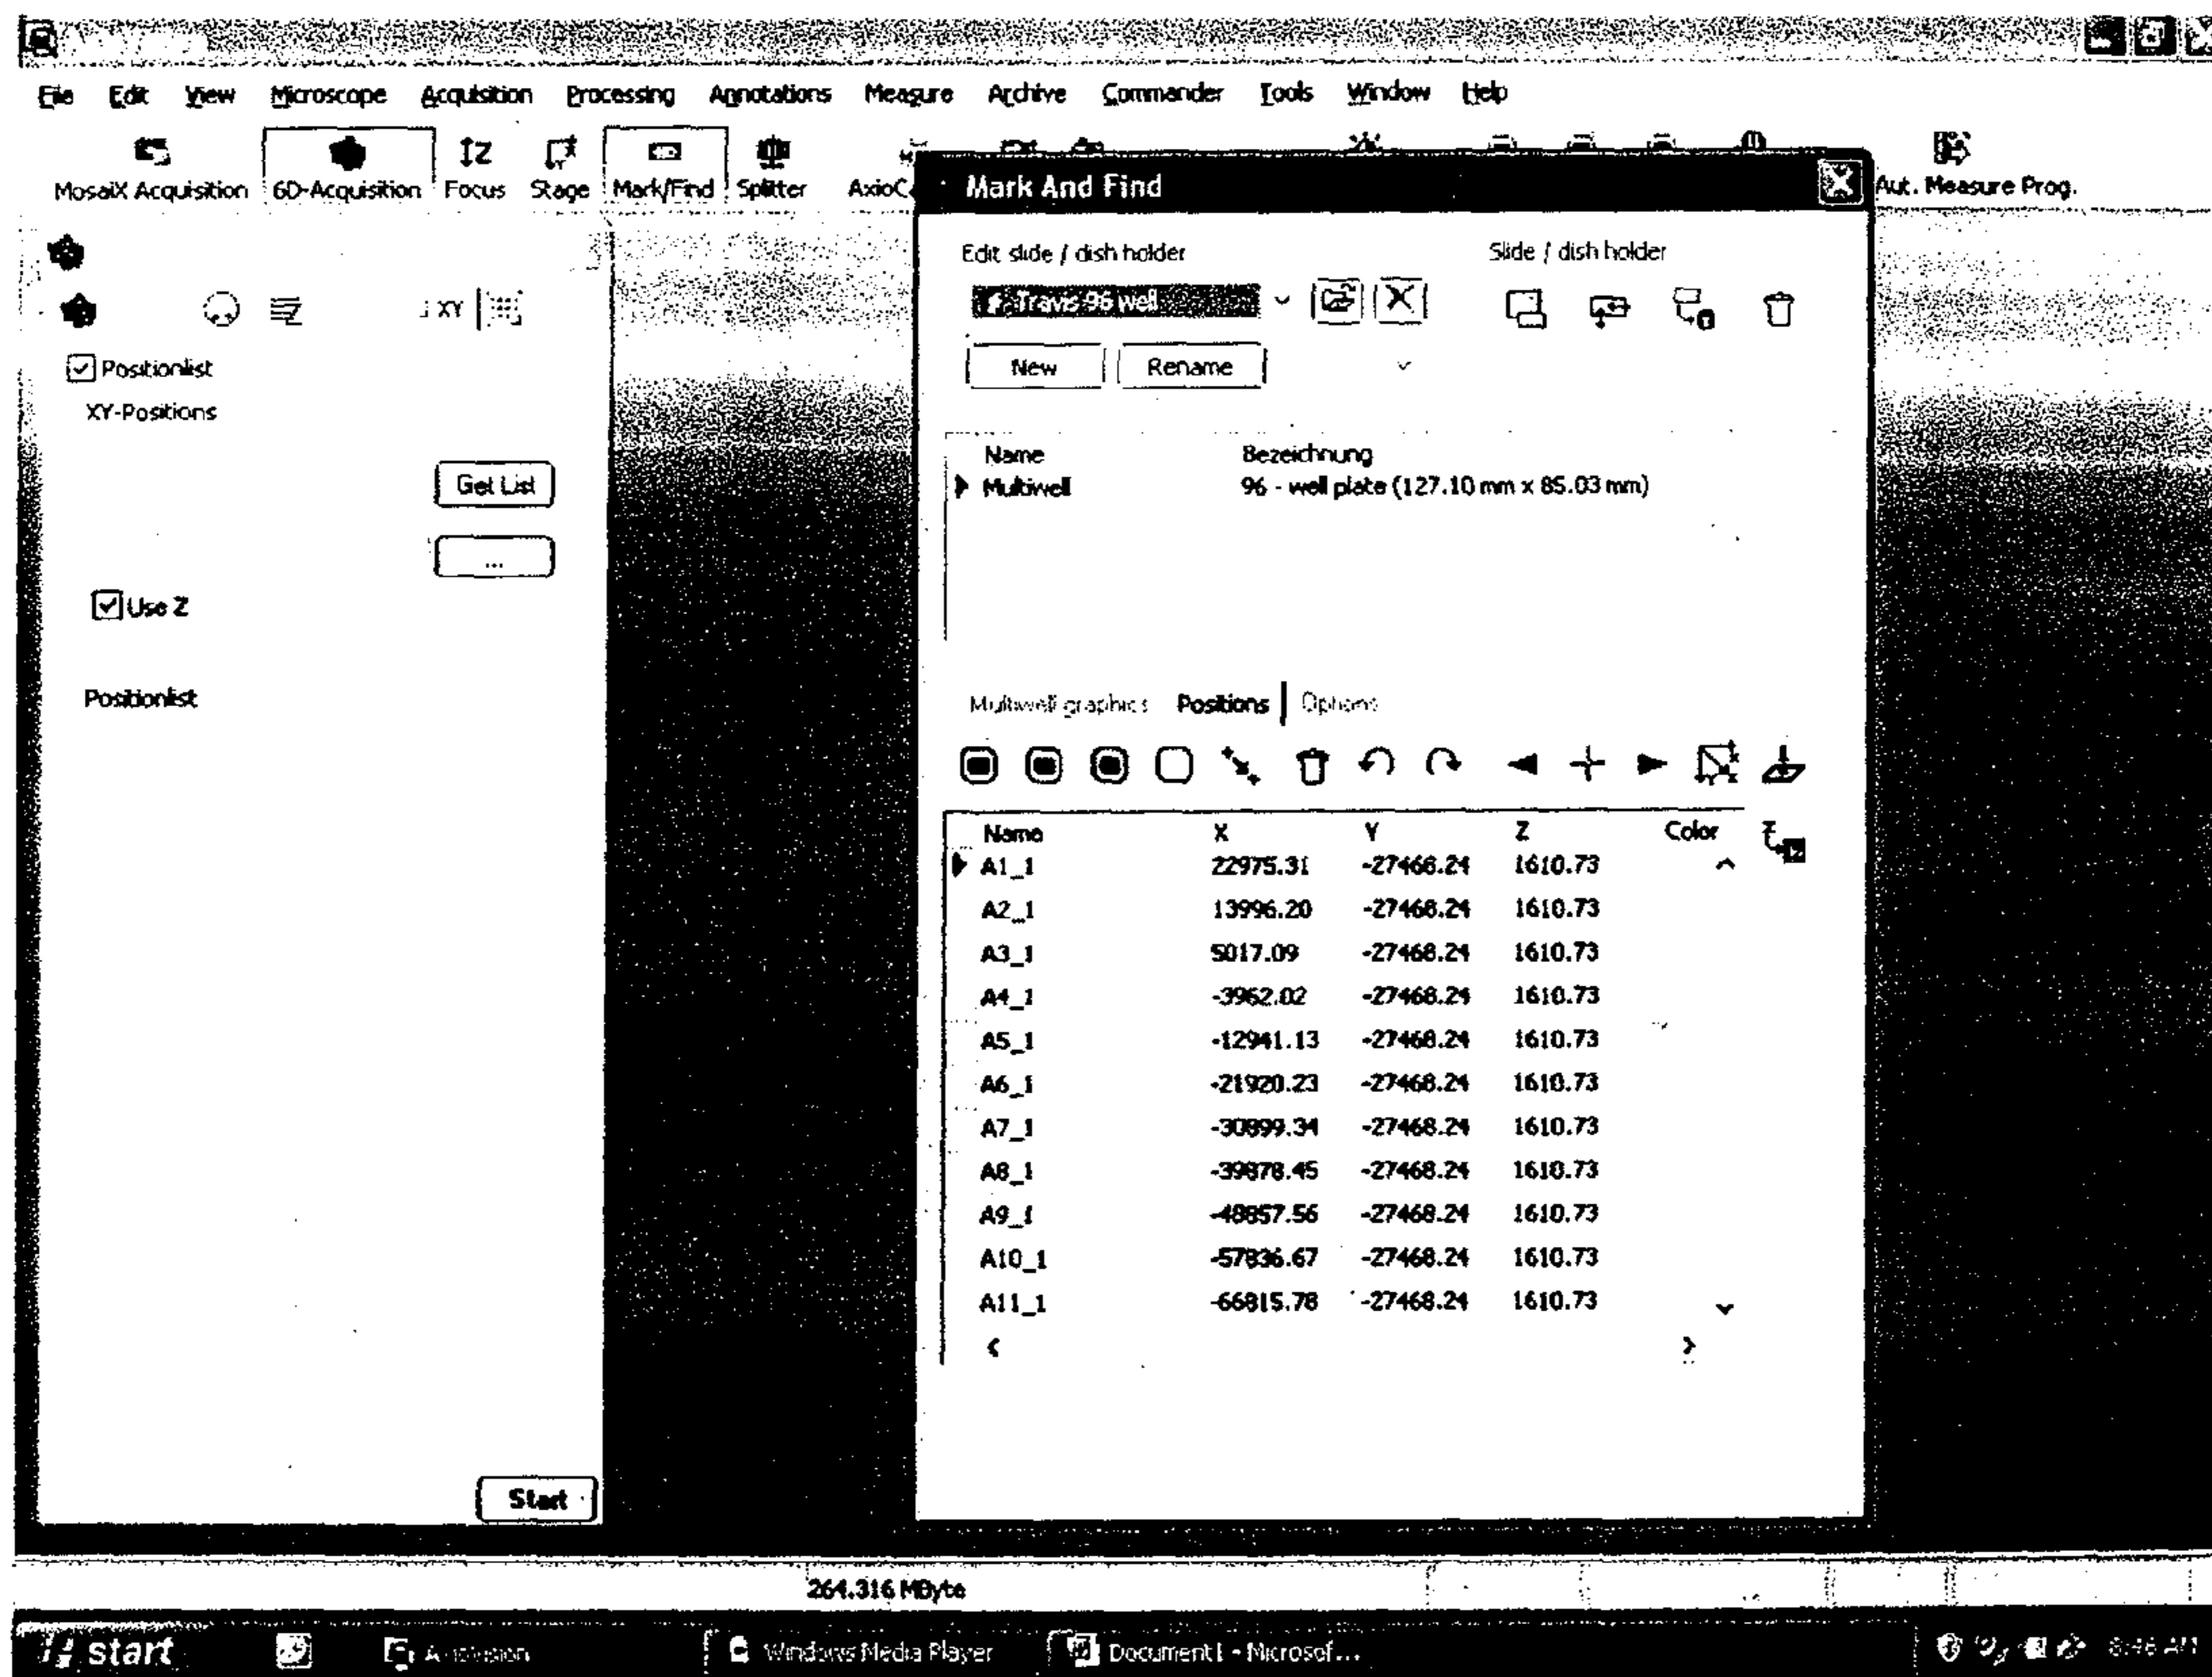 File Edit View Microscope Acquisition Processing Annotations Measure Archive Commander Tools Window Help
MosaiX Acquisition 6D-Acquisition Focus Stage Mark/Find Splitter Aut. Measure Prog.
Mark And Find
Edit slide / dish holder Slide / dish holder
Travis 96 well
XY
New Rename
Positionlist
XY-Positions
Name Bezeichnung
Multiwell 96 - well plate (127.10 mm x 85.03 mm)
Get List
...
Use Z
Positionlist
Multiwell graphics Positions Options
Name X Y Z Color
A1_1 22975.31 -27468.24 1610.73
A2_1 13996.20 -27468.24 1610.73
A3_1 5017.09 -27468.24 1610.73
A4_1 -3962.02 -27468.24 1610.73
A5_1 -12941.13 -27468.24 1610.73
A6_1 -21920.23 -27468.24 1610.73
A7_1 -30899.34 -27468.24 1610.73
A8_1 -39878.45 -27468.24 1610.73
A9_1 -48857.56 -27468.24 1610.73
A10_1 -57836.67 -27468.24 1610.73
A11_1 -66815.78 -27468.24 1610.73
Start
264.316 MByte
start Windows Media Player Document1 - Microsof... 8:46 AM